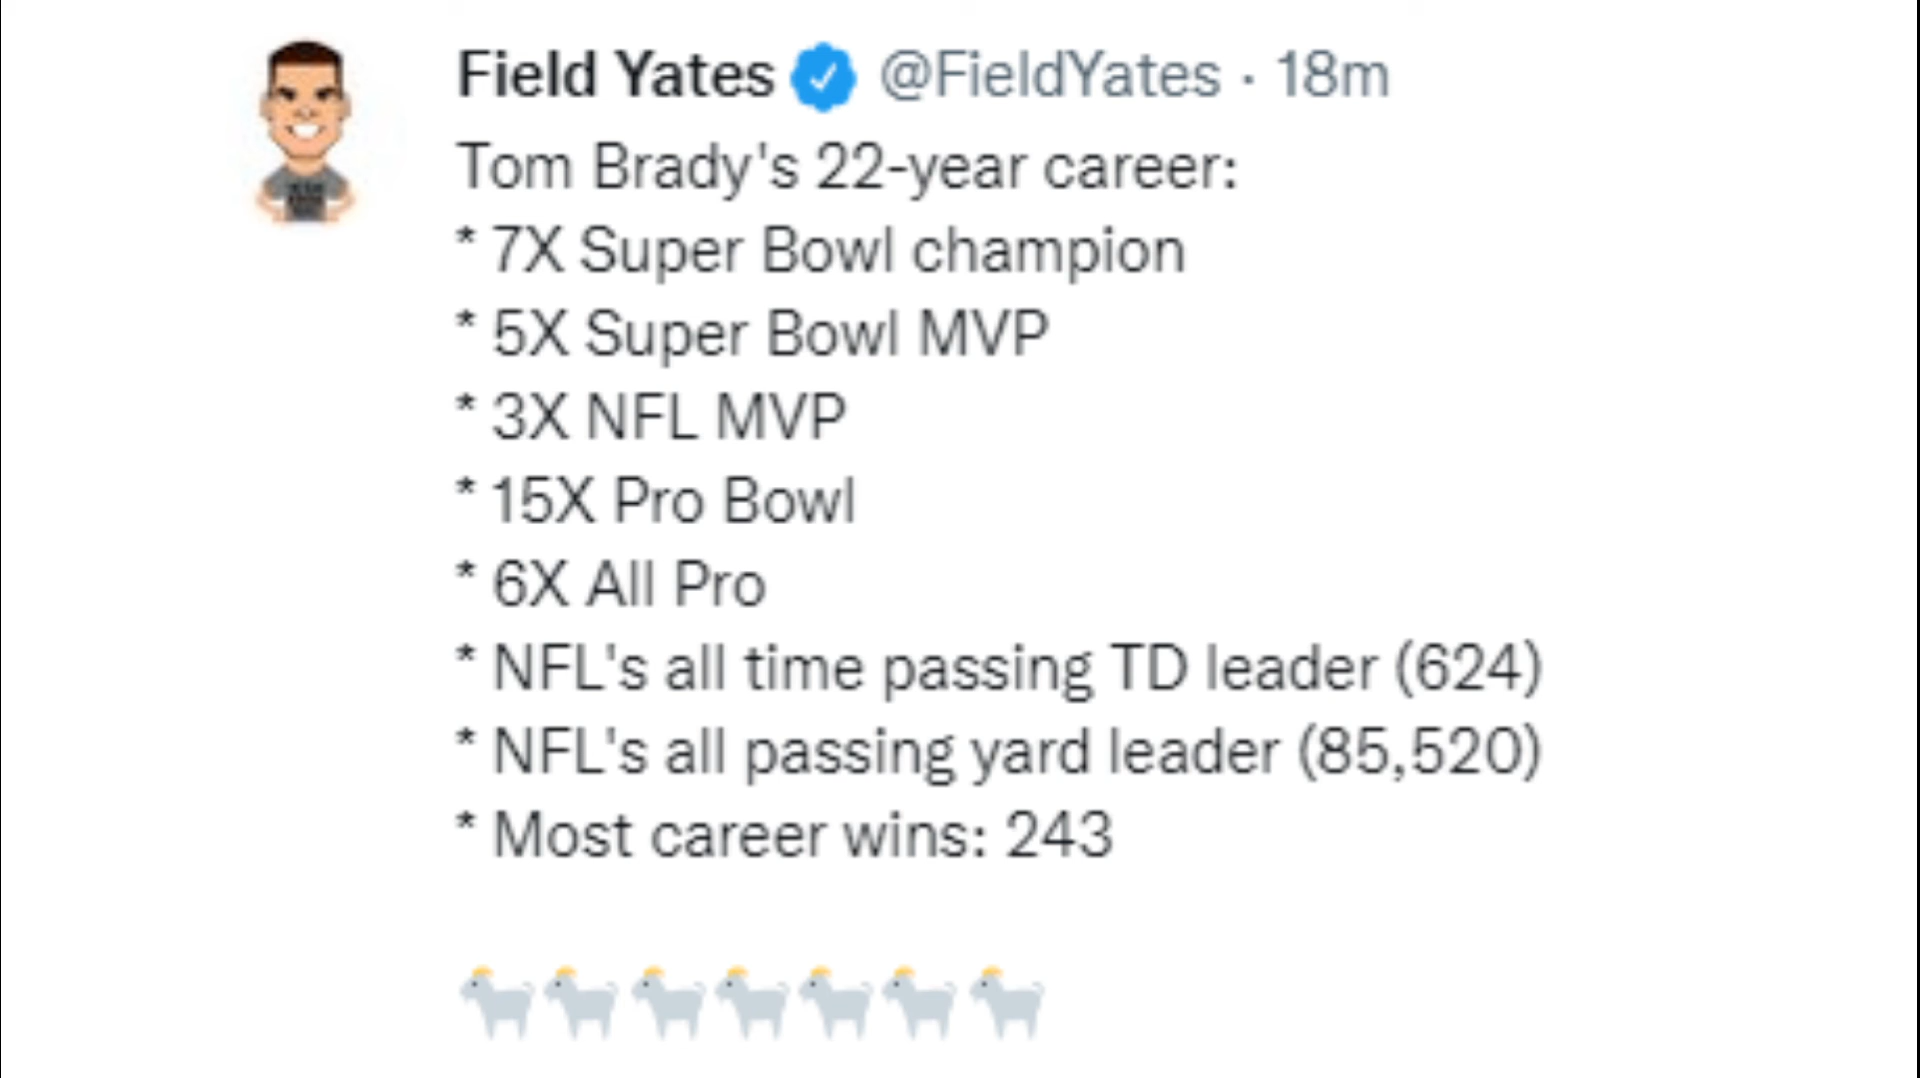 Field Yates @FieldYates · 18m
Tom Brady's 22-year career:
* 7X Super Bowl champion
* 5X Super Bowl MVP
* 3X NFL MVP
* 15X Pro Bowl
* 6X All Pro
* NFL's all time passing TD leader (624)
* NFL's all passing yard leader (85,520)
* Most career wins: 243
🐐🐐🐐🐐🐐🐐🐐